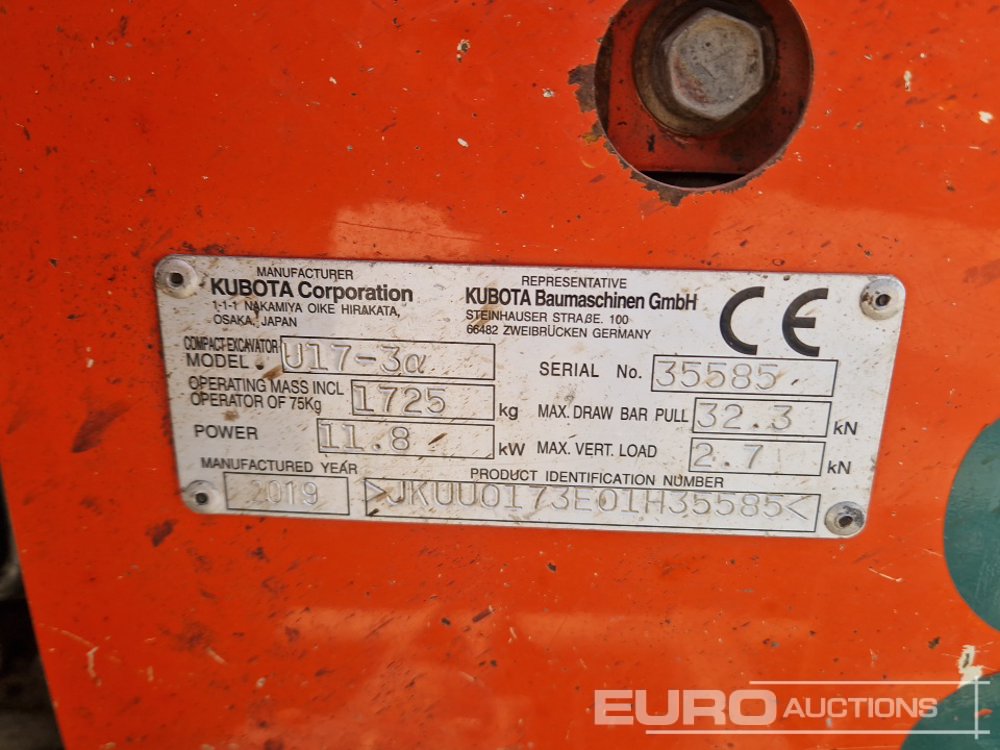 MANUFACTURER
KUBOTA Corporation
1-1-1 NAKAMIYA OIKE HIRAKATA,
OSAKA, JAPAN
REPRESENTATIVE
KUBOTA Baumaschinen GmbH
STEINHAUSER STRAßE. 100
66482 ZWEIBRÜCKEN GERMANY
CE
COMPACT-EXCAVATOR
MODEL . U17-3α
SERIAL No. 35585
OPERATING MASS INCL
OPERATOR OF 75Kg 1725 kg
MAX. DRAW BAR PULL 32.3 kN
POWER 11.8 kW
MAX. VERT. LOAD 2.7 kN
MANUFACTURED YEAR
2019
PRODUCT IDENTIFICATION NUMBER
>JKUU0173E01H35585<
EURO AUCTIONS